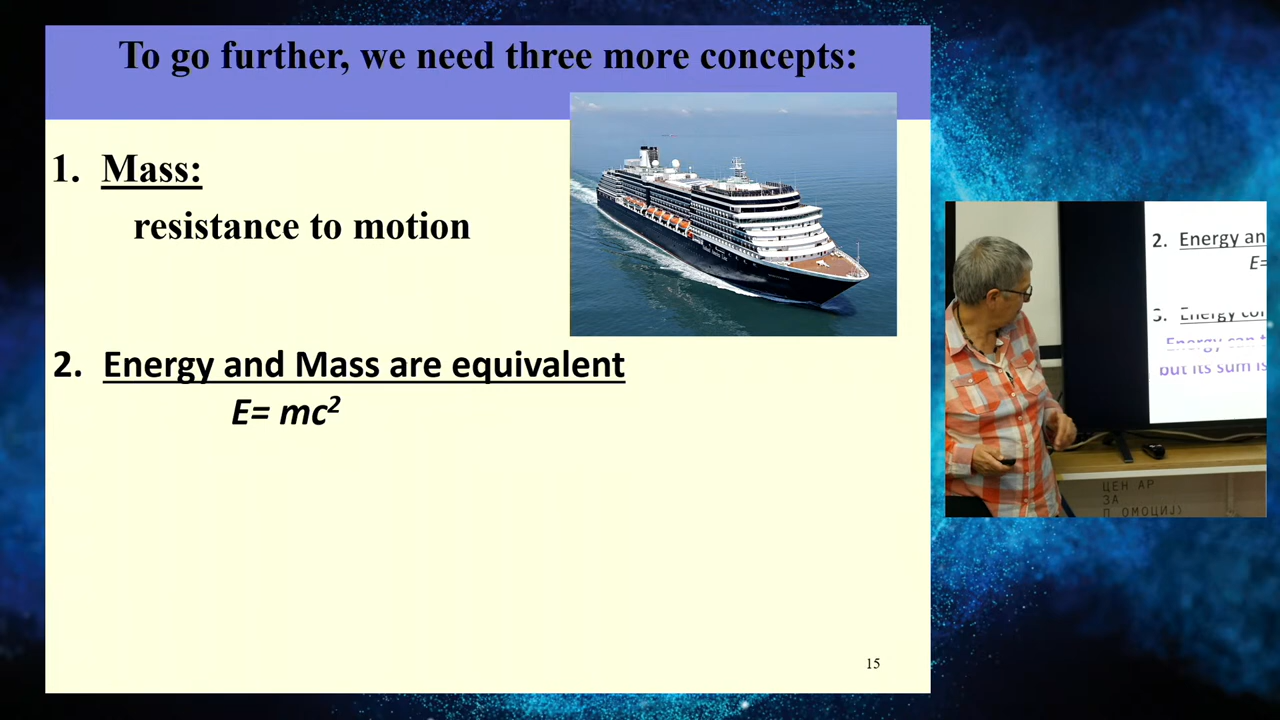 To go further, we need three more concepts:
1. Mass:
resistance to motion
2. Energy and Mass are equivalent
E= mc²
15
2. Energy an
E=
3. Energy con
Energy can t
but its sum is
ЦЕН АР
ЗА
П ОМОЦИЈ